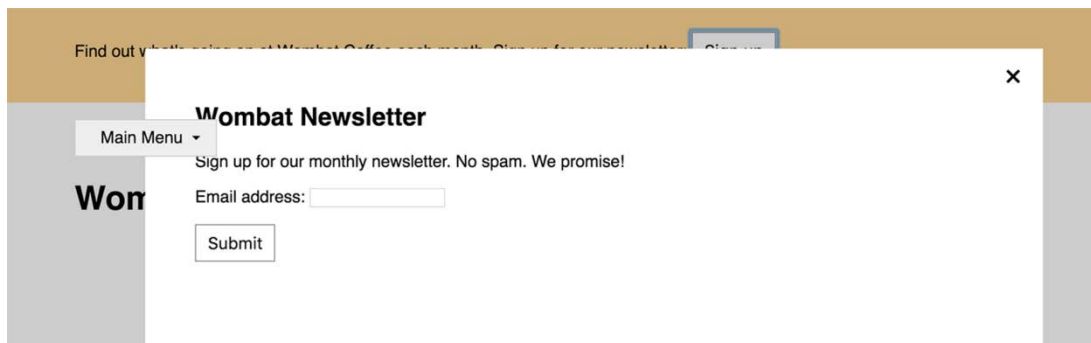 Find out
×
Wombat Newsletter
Main Menu
Sign up for our monthly newsletter. No spam. We promise!
Wom
Email address:
Submit